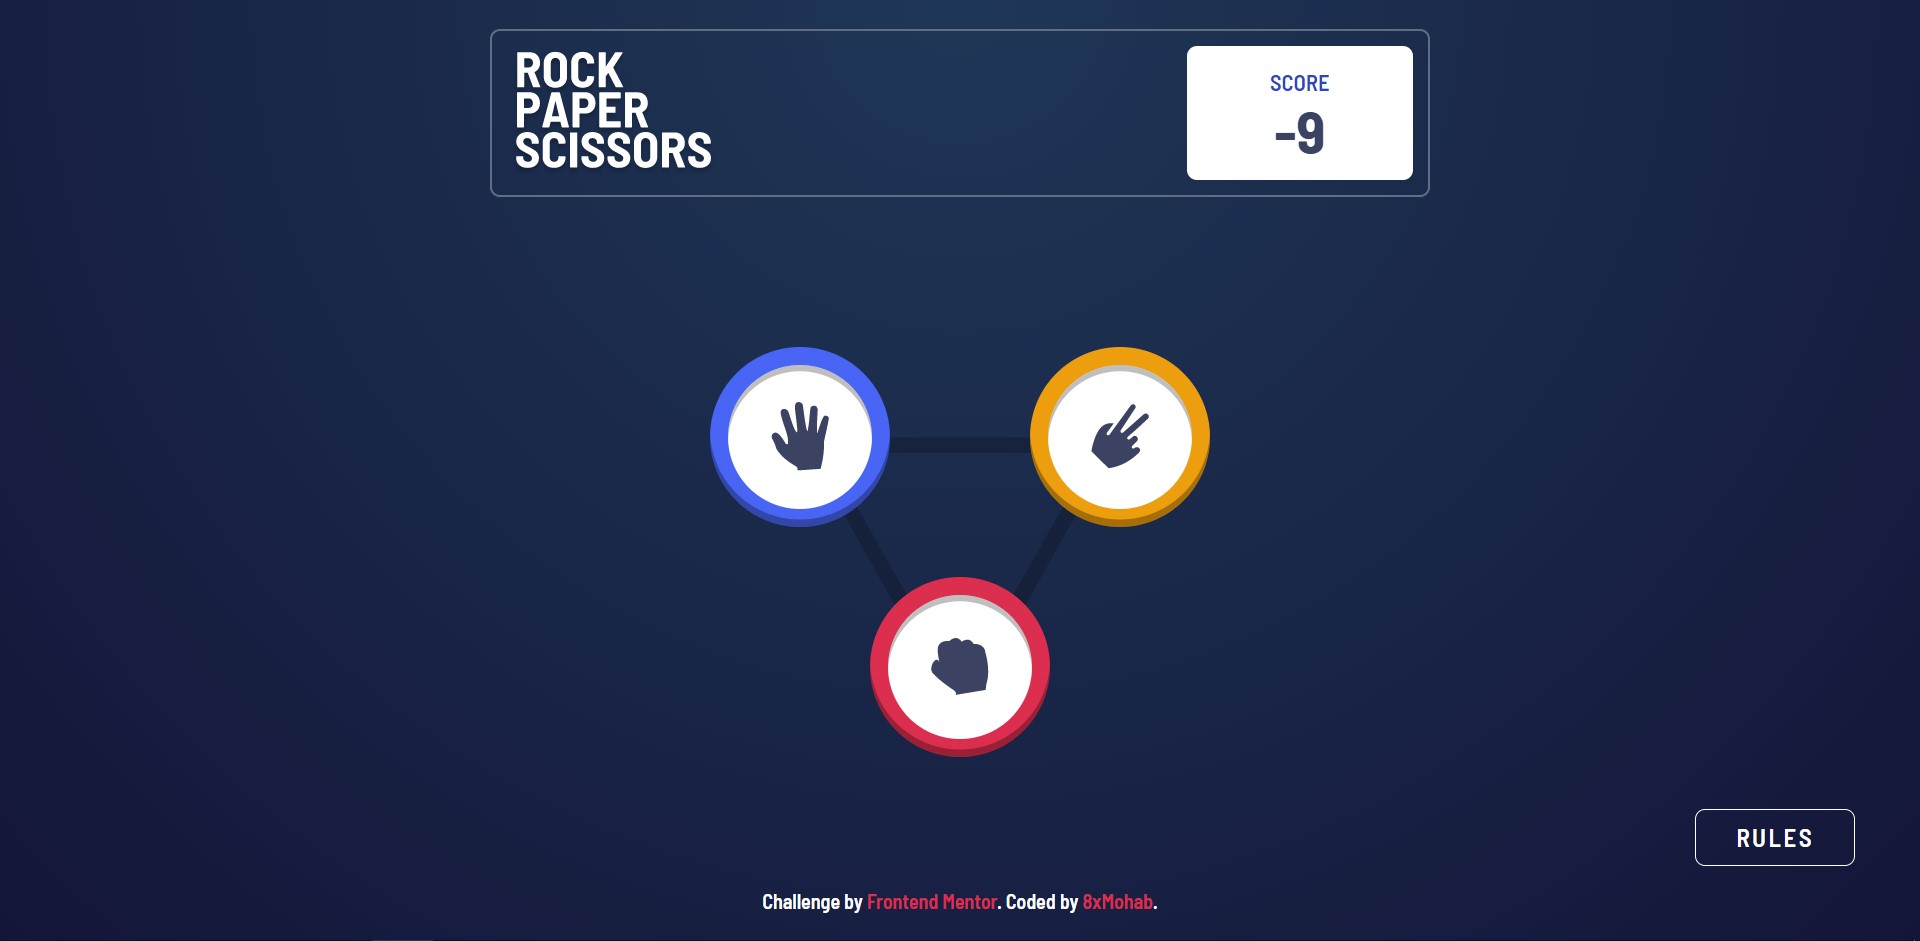 ROCK
PAPER
SCISSORS
SCORE
-9
RULES
Challenge by Frontend Mentor. Coded by 8xMohab.